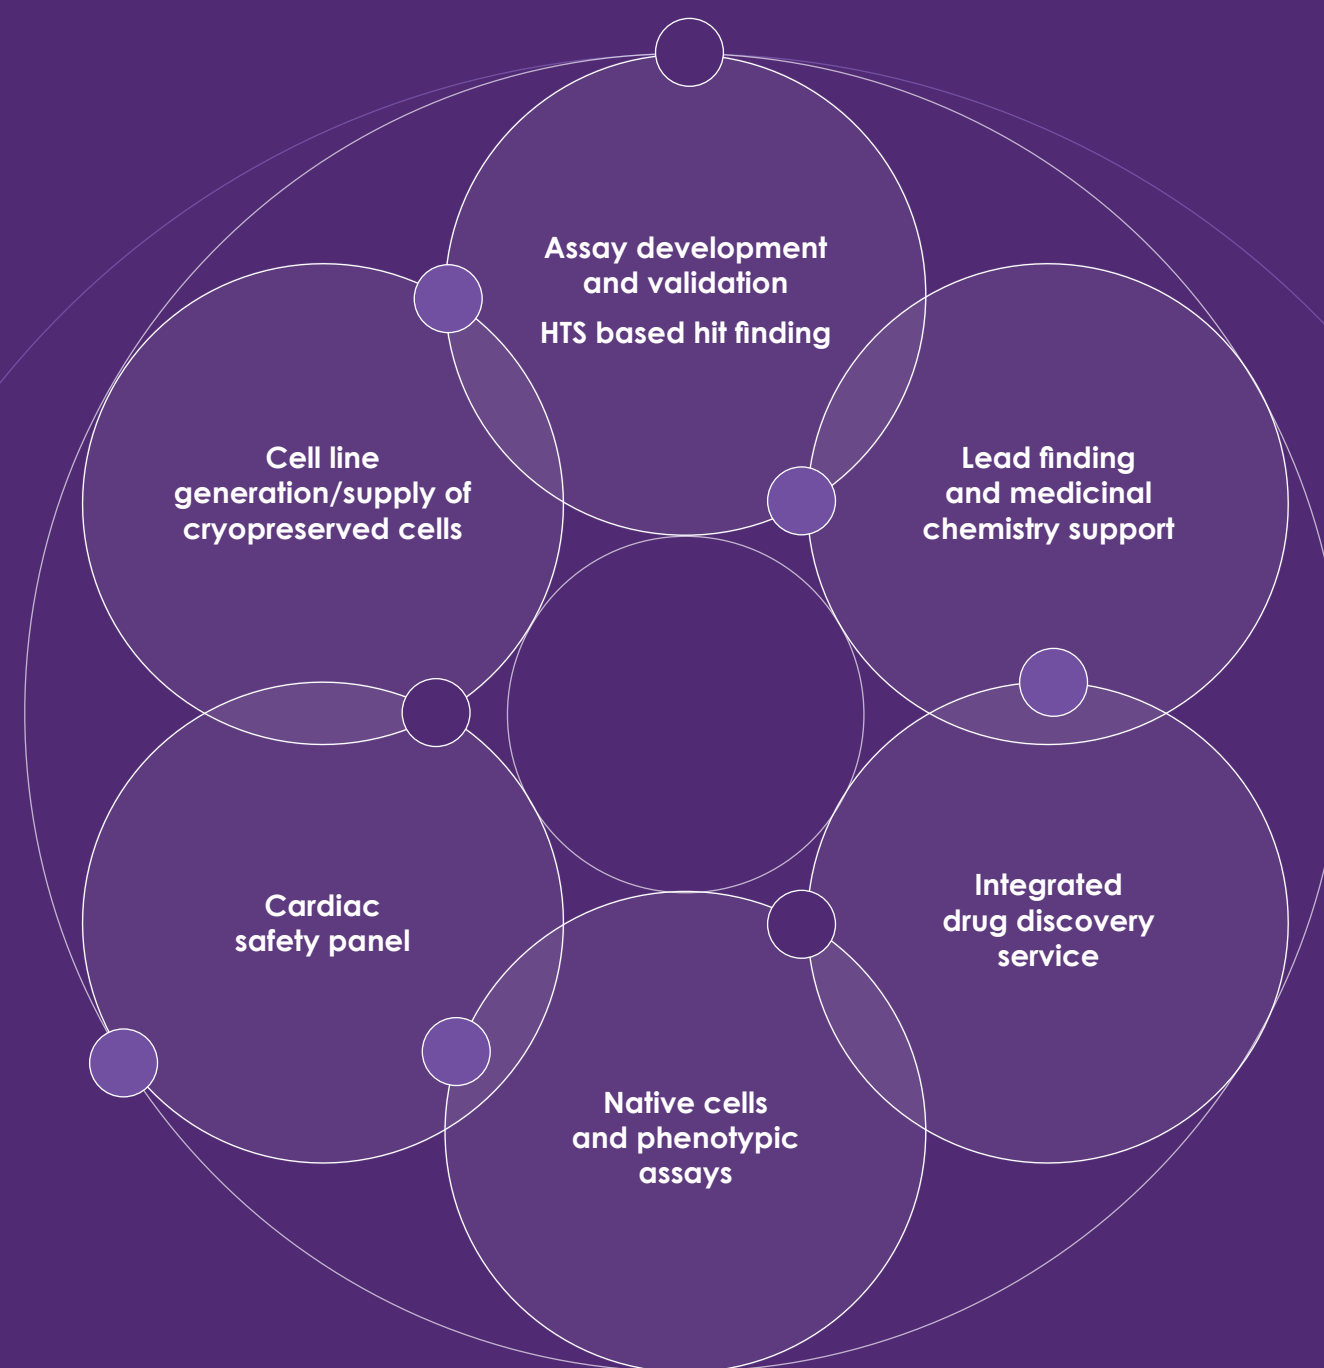 Assay development
and validation
HTS based hit finding
Cell line
generation/supply of
cryopreserved cells
Lead finding
and medicinal
chemistry support
Cardiac
safety panel
Integrated
drug discovery
service
Native cells
and phenotypic
assays